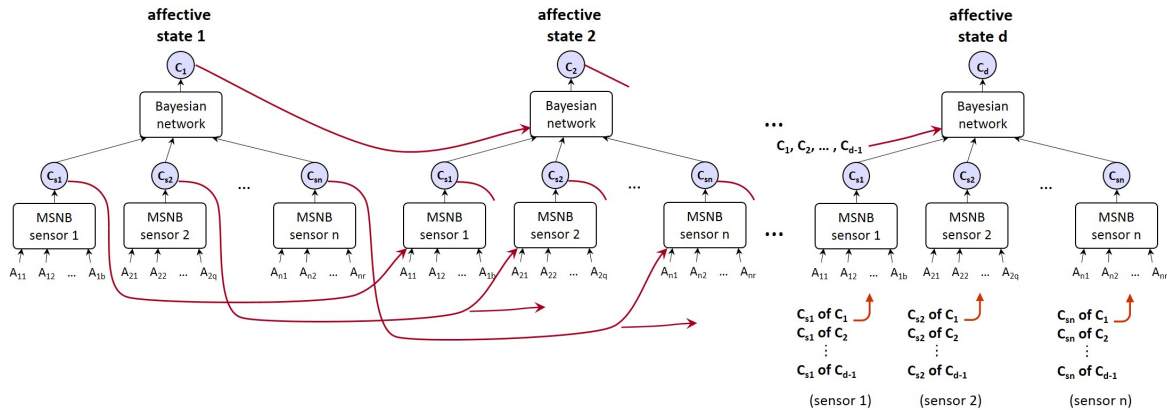 affective
state 1
affective
state 2
affective
state d
C1
C2
Cd
Bayesian
network
Bayesian
network
...
Bayesian
network
C1, C2, ... , Cd-1
Cs1
Cs2
...
Csn
Cs1
Cs2
...
Csn
Cs1
Cs2
...
Csn
MSNB
sensor 1
MSNB
sensor 2
MSNB
sensor n
MSNB
sensor 1
MSNB
sensor 2
MSNB
sensor n
...
MSNB
sensor 1
MSNB
sensor 2
MSNB
sensor n
A11 A12 ... A1b
A21 A22 ... A2q
An1 An2 ... Anr
A11 A12 ... A1b
A21 A22 ... A2q
An1 An2 ... Anr
A11 A12 ... A1b
A21 A22 ... A2q
An1 An2 ... Anr
Cs1 of C1
Cs1 of C2
⋮
Cs1 of Cd-1
(sensor 1)
Cs2 of C1
Cs2 of C2
⋮
Cs2 of Cd-1
(sensor 2)
Csn of C1
Csn of C2
⋮
Csn of Cd-1
(sensor n)